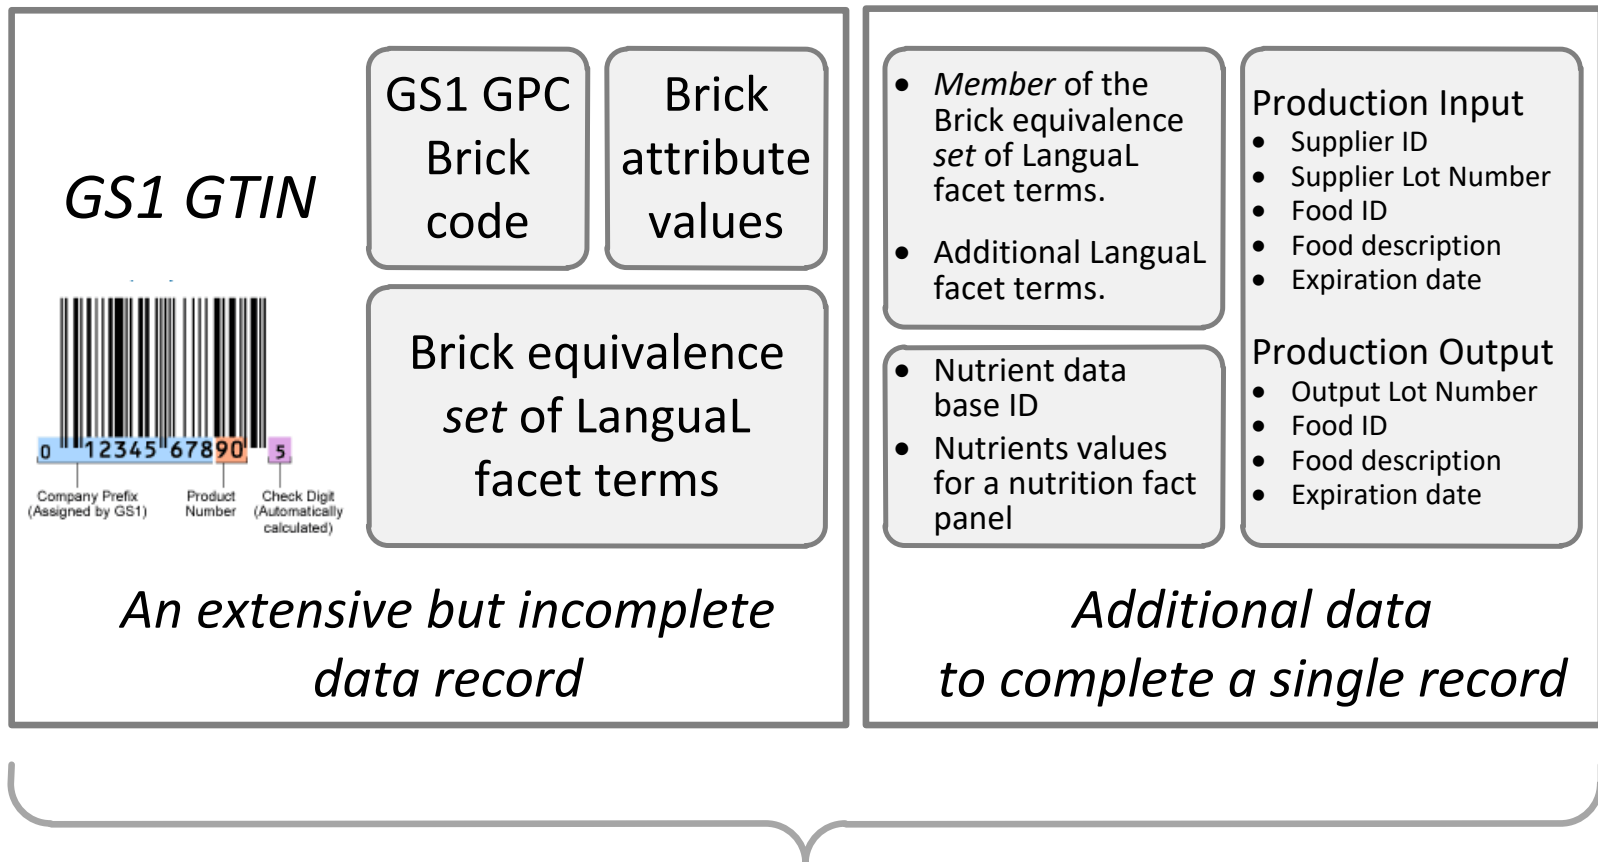 GS1 GTIN
0 12345 67890 5
Company Prefix
(Assigned by GS1)
Product
Number
Check Digit
(Automatically
calculated)
GS1 GPC
Brick
code
Brick
attribute
values
Brick equivalence
set of LanguaL
facet terms
An extensive but incomplete
data record
• Member of the
Brick equivalence
set of LanguaL
facet terms.
• Additional LanguaL
facet terms.
• Nutrient data
base ID
• Nutrients values
for a nutrition fact
panel
Production Input
• Supplier ID
• Supplier Lot Number
• Food ID
• Food description
• Expiration date
Production Output
• Output Lot Number
• Food ID
• Food description
• Expiration date
Additional data
to complete a single record